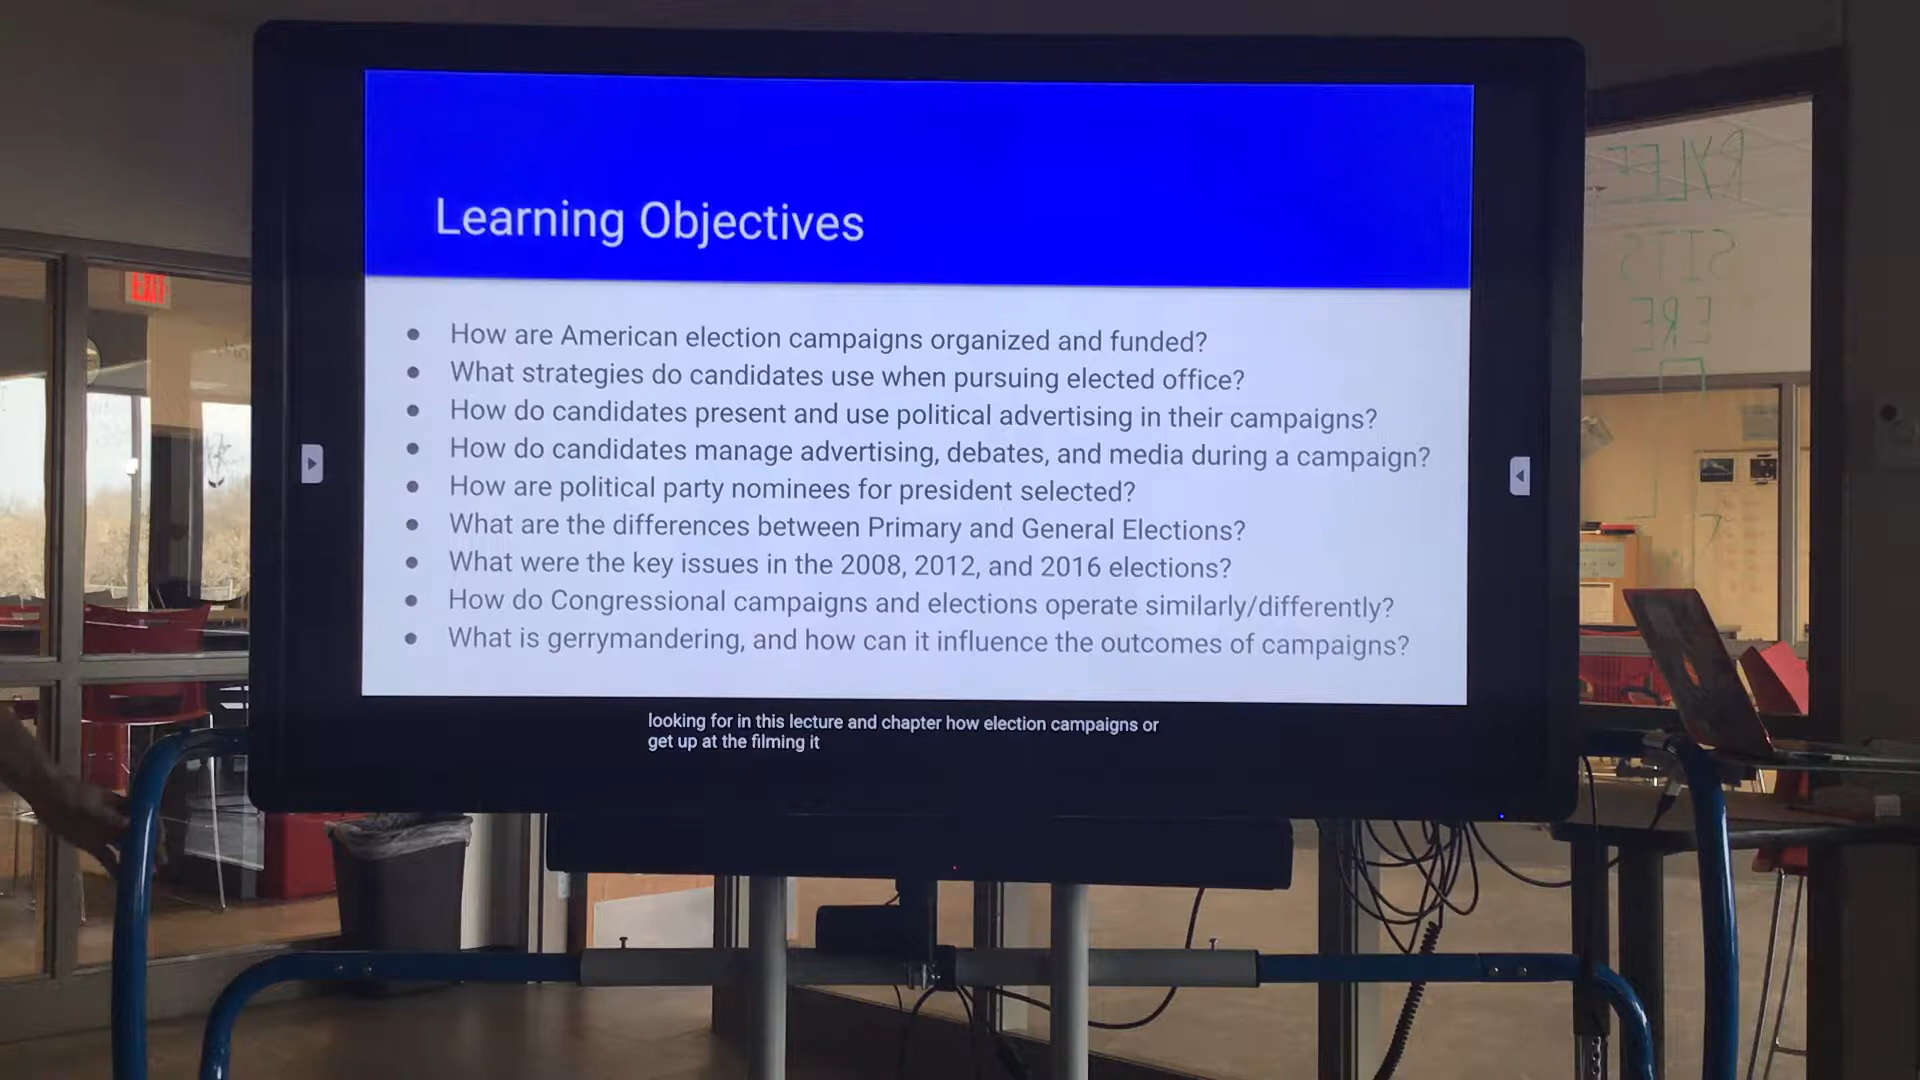 Learning Objectives
EXIT
● How are American election campaigns organized and funded?
● What strategies do candidates use when pursuing elected office?
● How do candidates present and use political advertising in their campaigns?
● How do candidates manage advertising, debates, and media during a campaign?
● How are political party nominees for president selected?
● What are the differences between Primary and General Elections?
● What were the key issues in the 2008, 2012, and 2016 elections?
● How do Congressional campaigns and elections operate similarly/differently?
● What is gerrymandering, and how can it influence the outcomes of campaigns?
looking for in this lecture and chapter how election campaigns or
get up at the filming it
RYLEE
SITS